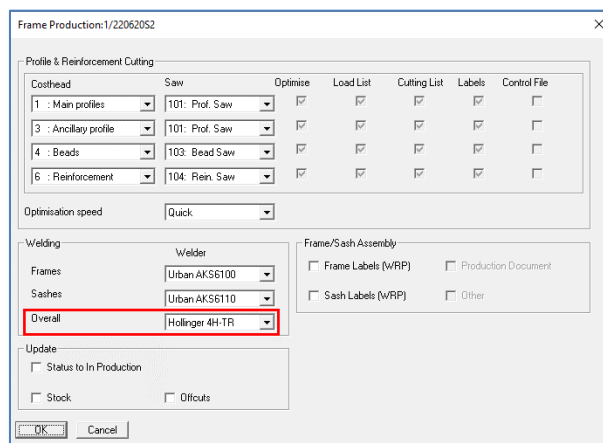 Frame Production:1/220620S2
Profile & Reinforcement Cutting
Costhead Saw Optimise Load List Cutting List Labels Control File
1 : Main profiles 101: Prof. Saw
3 : Ancillary profile 101: Prof. Saw
4 : Beads 103: Bead Saw
6 : Reinforcement 104: Rein. Saw
Optimisation speed Quick
Welding
Welder
Frames Urban AKS6100
Sashes Urban AKS6110
Overall Hollinger 4H-TR
Frame/Sash Assembly
Frame Labels (WRP) Production Document
Sash Labels (WRP) Other
Update
Status to In Production
Stock Offcuts
OK Cancel